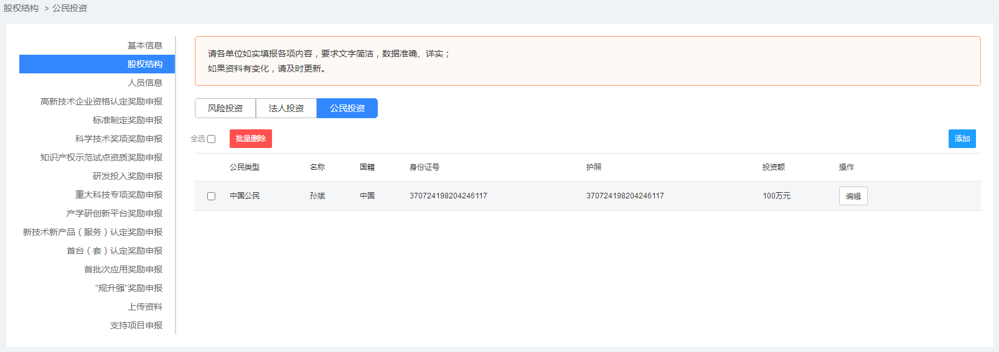 股权结构 > 公民投资
基本信息
股权结构
人员信息
高新技术企业资格认定奖励申报
标准制定奖励申报
科学技术奖项奖励申报
知识产权示范试点资质奖励申报
研发投入奖励申报
重大科技专项奖励申报
产学研创新平台奖励申报
新技术新产品（服务）认定奖励申报
首台（套）认定奖励申报
首批次应用奖励申报
"规升强"奖励申报
上传资料
支持项目申报
请各单位如实填报各项内容，要求文字简洁，数据准确、详实；
如果资料有变化，请及时更新。
风险投资 法人投资 公民投资
全选 批量删除 添加
公民类型 名称 国籍 身份证号 护照 投资额 操作
中国公民 孙斌 中国 370724198204246117 370724198204246117 100万元 编辑